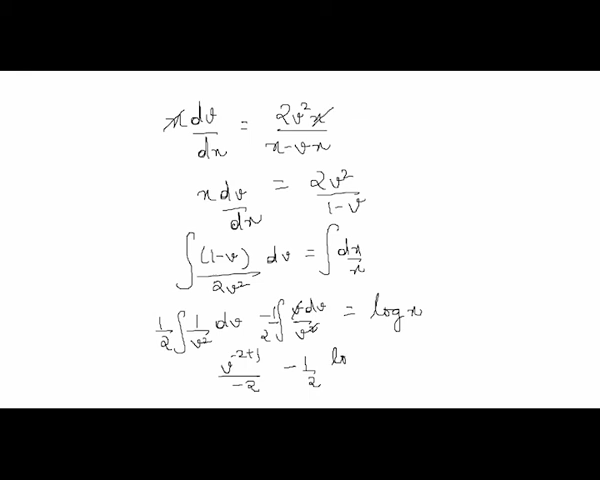 x dv/dx = 2v²x/(x-vx)
x dv/dx = 2v²/(1-v)
∫ (1-v)/2v² dv = ∫ dx/x
1/2 ∫ 1/v² dv -1/2 ∫ v dv/v² = log x
v^(-2+1)/-2 - 1/2 lo